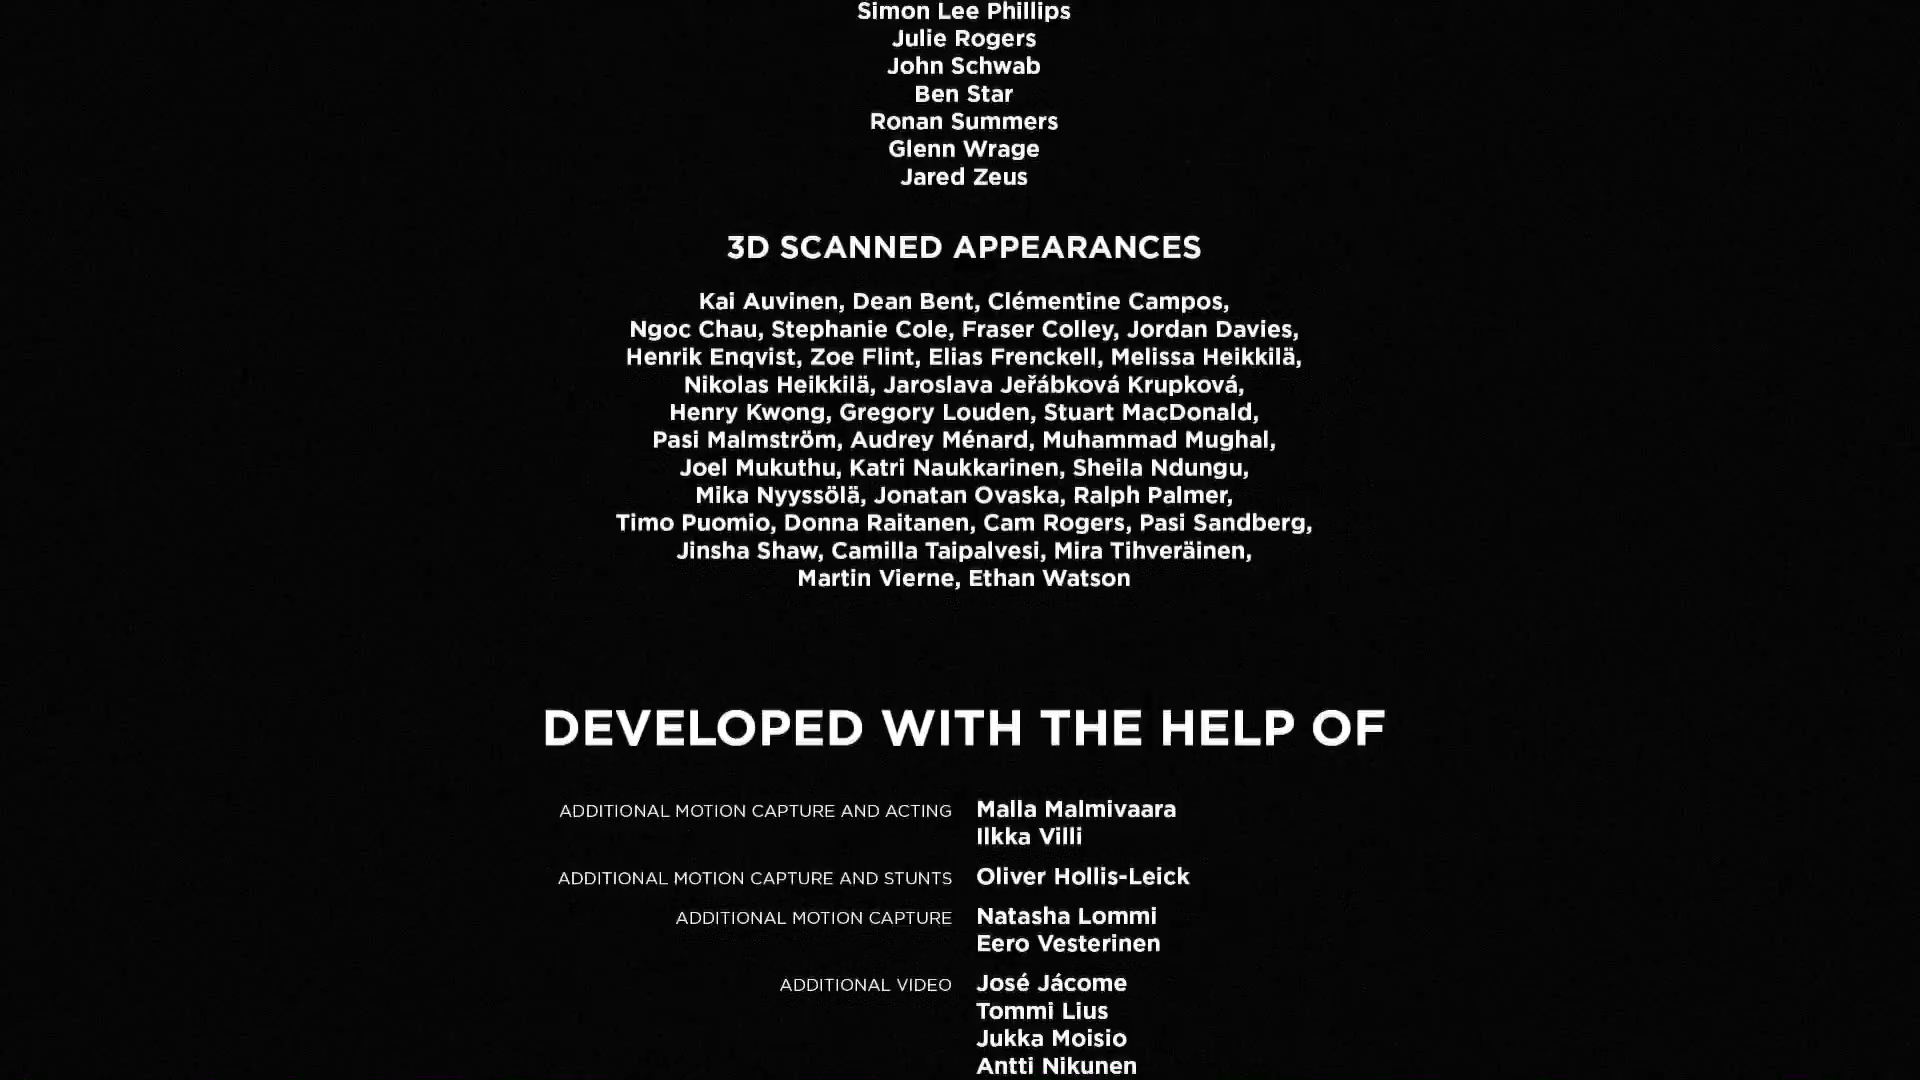 Simon Lee Phillips
Julie Rogers
John Schwab
Ben Star
Ronan Summers
Glenn Wrage
Jared Zeus
3D SCANNED APPEARANCES
Kai Auvinen, Dean Bent, Clémentine Campos,
Ngoc Chau, Stephanie Cole, Fraser Colley, Jordan Davies,
Henrik Enqvist, Zoe Flint, Elias Frenckell, Melissa Heikkilä,
Nikolas Heikkilä, Jaroslava Jeřábková Krupková,
Henry Kwong, Gregory Louden, Stuart MacDonald,
Pasi Malmström, Audrey Ménard, Muhammad Mughal,
Joel Mukuthu, Katri Naukkarinen, Sheila Ndungu,
Mika Nyyssölä, Jonatan Ovaska, Ralph Palmer,
Timo Puomio, Donna Raitanen, Cam Rogers, Pasi Sandberg,
Jinsha Shaw, Camilla Taipalvesi, Mira Tihveräinen,
Martin Vierne, Ethan Watson
DEVELOPED WITH THE HELP OF
ADDITIONAL MOTION CAPTURE AND ACTING Malla Malmivaara
Ilkka Villi
ADDITIONAL MOTION CAPTURE AND STUNTS Oliver Hollis-Leick
ADDITIONAL MOTION CAPTURE Natasha Lommi
Eero Vesterinen
ADDITIONAL VIDEO José Jácome
Tommi Lius
Jukka Moisio
Antti Nikunen